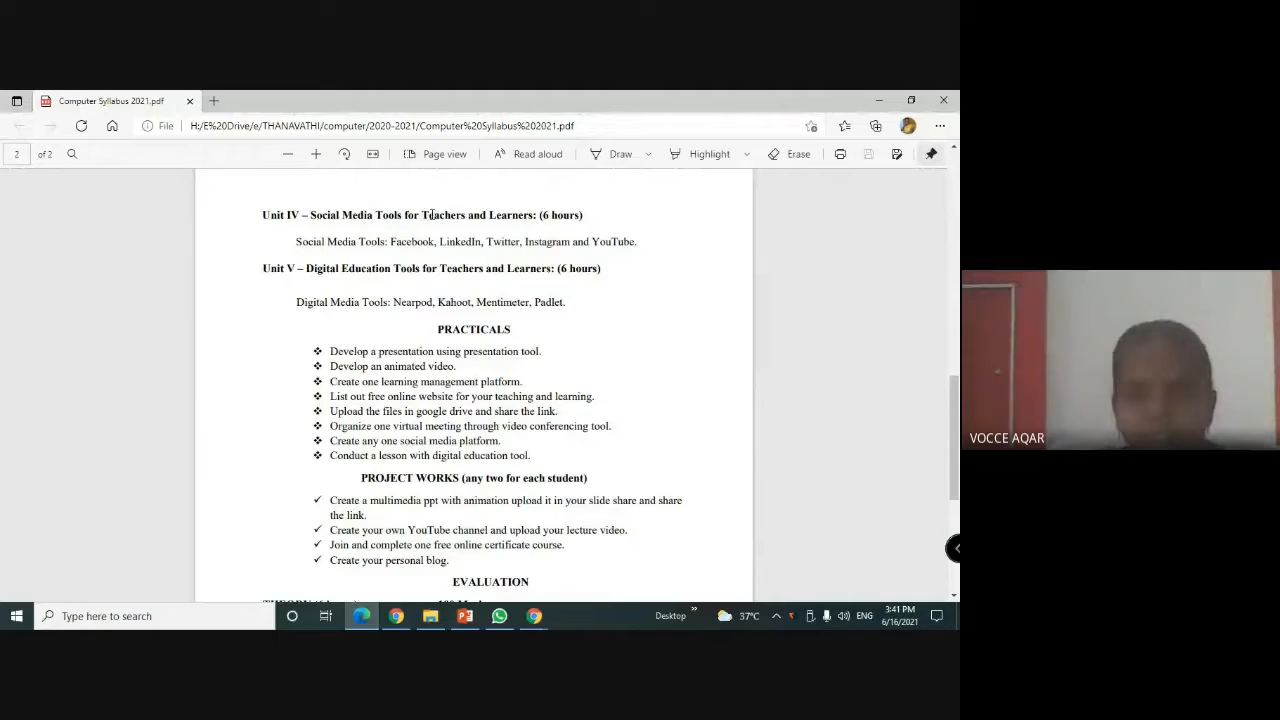 Computer Syllabus 2021.pdf
File H:/E%20Drive/e/THANAVATHI/computer/2020-2021/Computer%20Syllabus%202021.pdf
2 of 2 Page view Read aloud Draw Highlight Erase
Unit IV – Social Media Tools for Teachers and Learners: (6 hours)
Social Media Tools: Facebook, LinkedIn, Twitter, Instagram and YouTube.
Unit V – Digital Education Tools for Teachers and Learners: (6 hours)
Digital Media Tools: Nearpod, Kahoot, Mentimeter, Padlet.
PRACTICALS
❖ Develop a presentation using presentation tool.
❖ Develop an animated video.
❖ Create one learning management platform.
❖ List out free online website for your teaching and learning.
❖ Upload the files in google drive and share the link.
❖ Organize one virtual meeting through video conferencing tool.
❖ Create any one social media platform.
❖ Conduct a lesson with digital education tool.
PROJECT WORKS (any two for each student)
✓ Create a multimedia ppt with animation upload it in your slide share and share
the link.
✓ Create your own YouTube channel and upload your lecture video.
✓ Join and complete one free online certificate course.
✓ Create your personal blog.
EVALUATION
VOCCE AQAR
Type here to search
Desktop
37°C
ENG
3:41 PM
6/16/2021